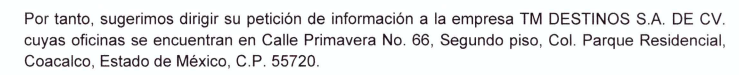 Por tanto, sugerimos dirigir su petición de información a la empresa TM DESTINOS S.A. DE CV.
cuyas oficinas se encuentran en Calle Primavera No. 66, Segundo piso, Col. Parque Residencial,
Coacalco, Estado de México, C.P. 55720.